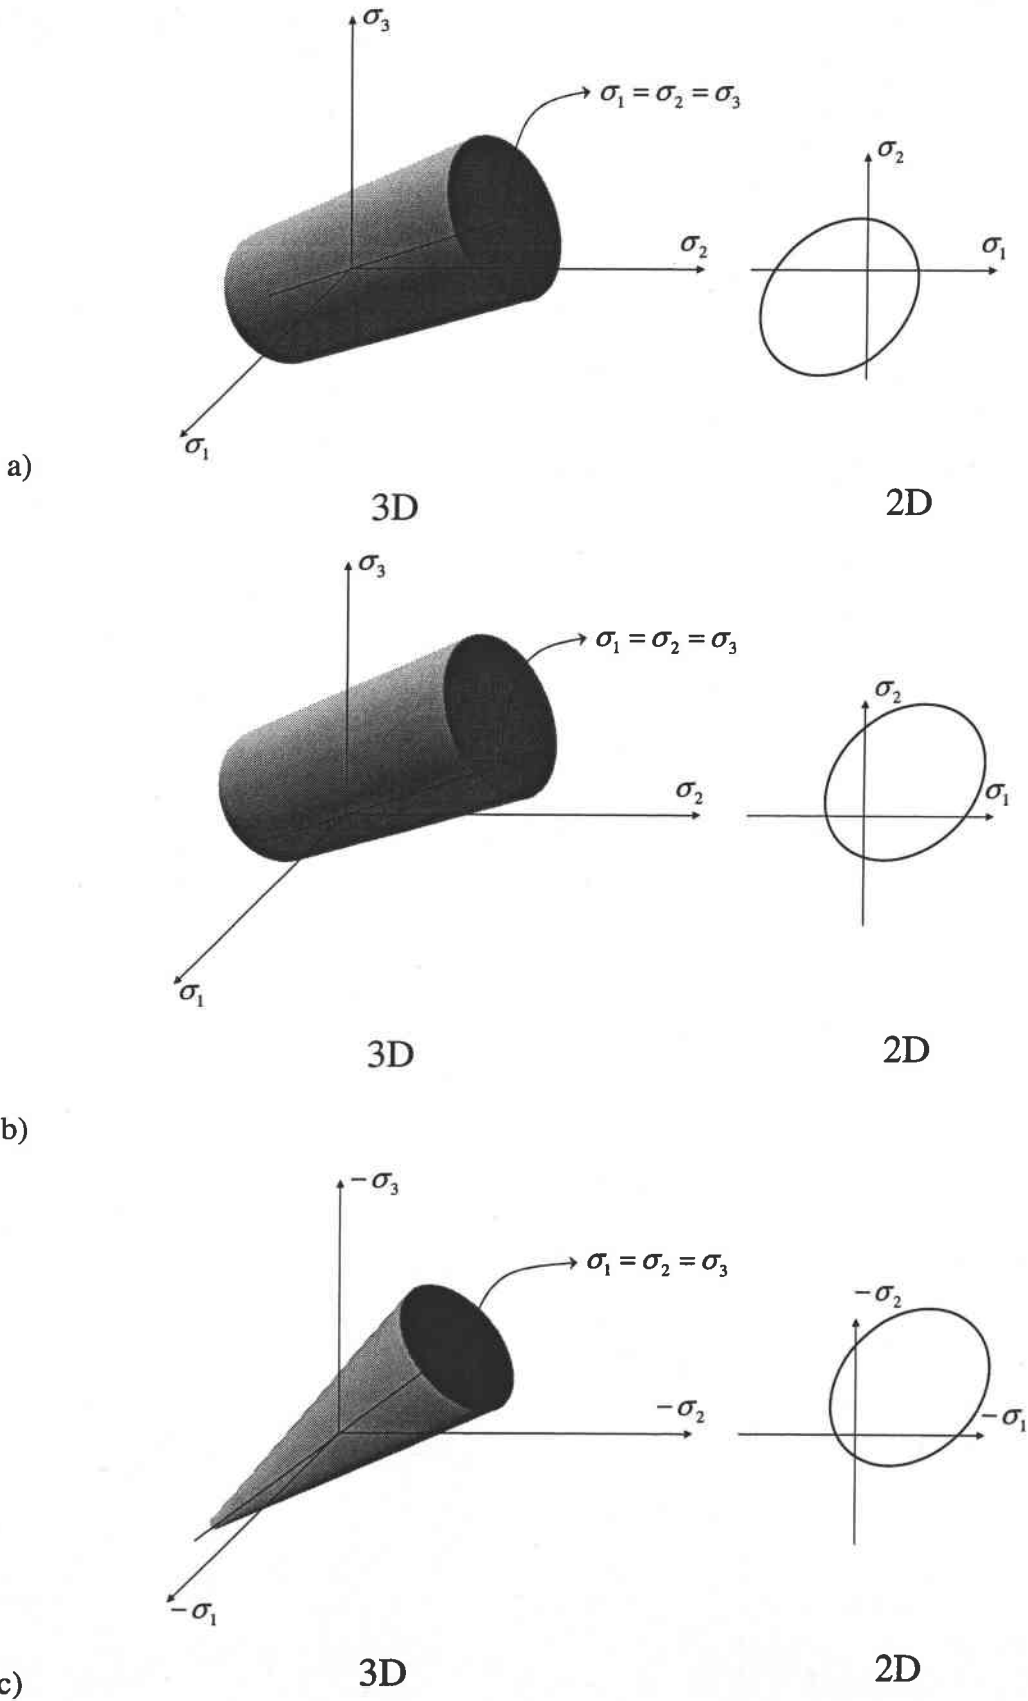 σ₃
σ₁ = σ₂ = σ₃
σ₂
σ₂
σ₁
σ₁
a)
3D
2D
σ₃
σ₁ = σ₂ = σ₃
σ₂
σ₂
σ₁
σ₁
3D
2D
b)
−σ₃
σ₁ = σ₂ = σ₃
−σ₂
−σ₂
−σ₁
−σ₁
3D
2D
c)